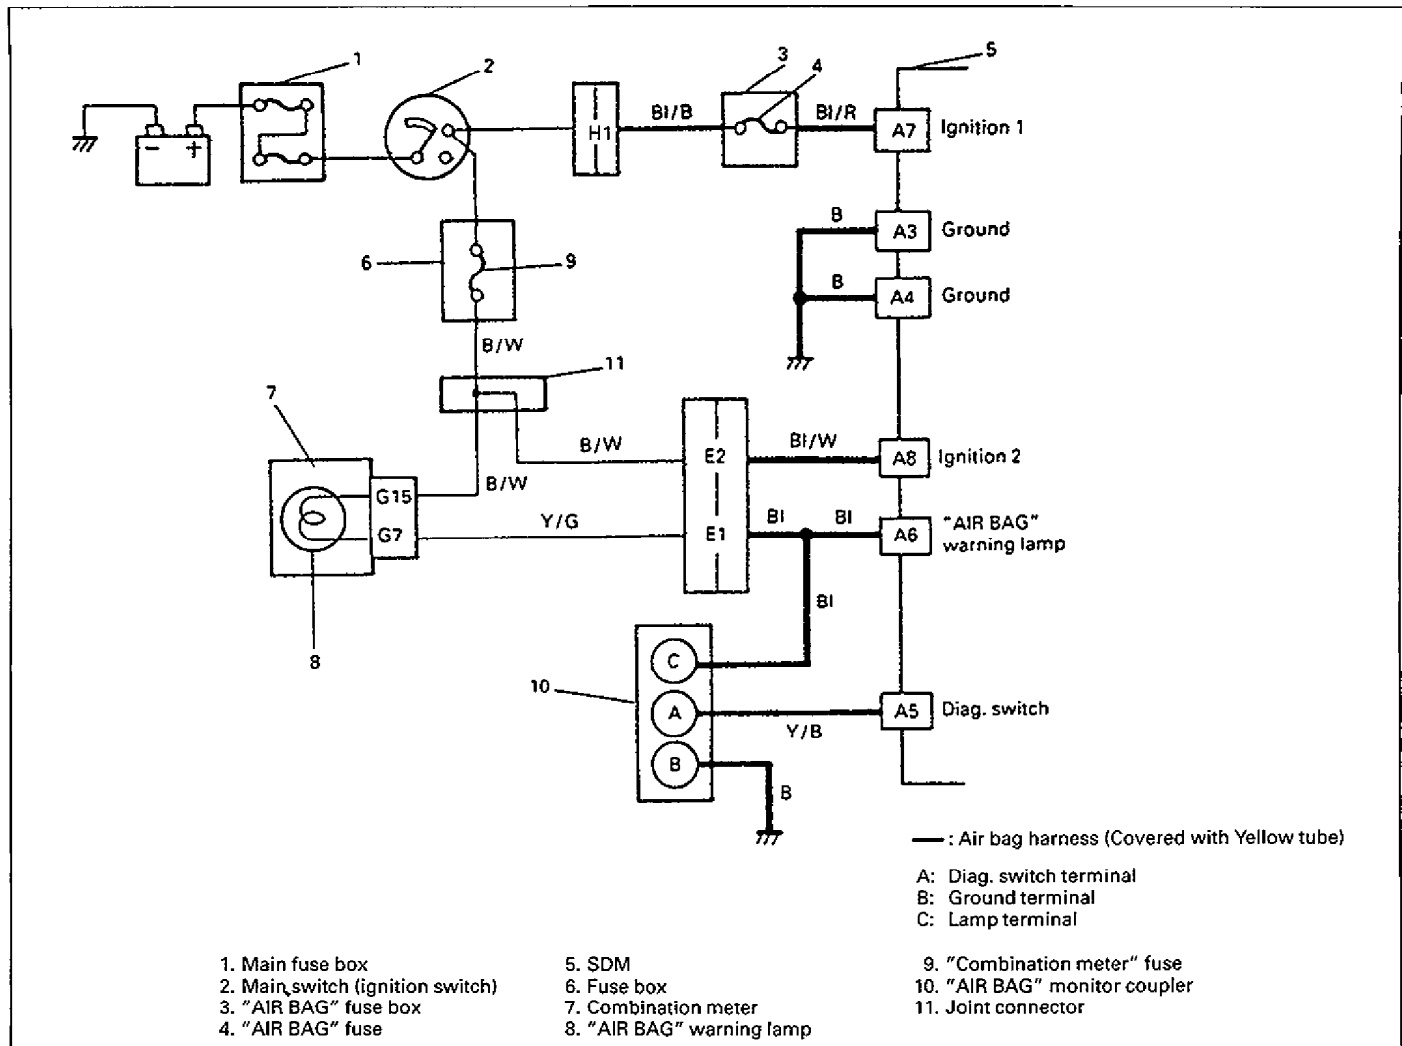 1
2
3
4
5
- +
H1
Bl/B
Bl/R
A7
Ignition 1
B
A3
Ground
6
9
B
A4
Ground
B/W
11
7
B/W
E2
Bl/W
A8
Ignition 2
G15
B/W
G7
Y/G
E1
Bl
Bl
A6
"AIR BAG"
warning lamp
Bl
8
C
10
A
Y/B
A5
Diag. switch
B
B
: Air bag harness (Covered with Yellow tube)
A: Diag. switch terminal
B: Ground terminal
C: Lamp terminal
1. Main fuse box
2. Main switch (ignition switch)
3. "AIR BAG" fuse box
4. "AIR BAG" fuse
5. SDM
6. Fuse box
7. Combination meter
8. "AIR BAG" warning lamp
9. "Combination meter" fuse
10. "AIR BAG" monitor coupler
11. Joint connector